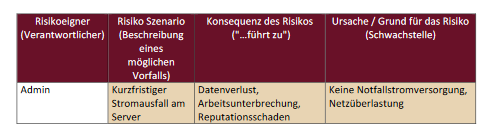 Risikoeigner
(Verantwortlicher)
Risiko Szenario
(Beschreibung
eines
möglichen
Vorfalls)
Konsequenz des Risikos
("...führt zu")
Ursache / Grund für das Risiko
(Schwachstelle)
Admin
Kurzfristiger
Stromausfall am
Server
Datenverlust,
Arbeitsunterbrechung,
Reputationsschaden
Keine Notfallstromversorgung,
Netzüberlastung